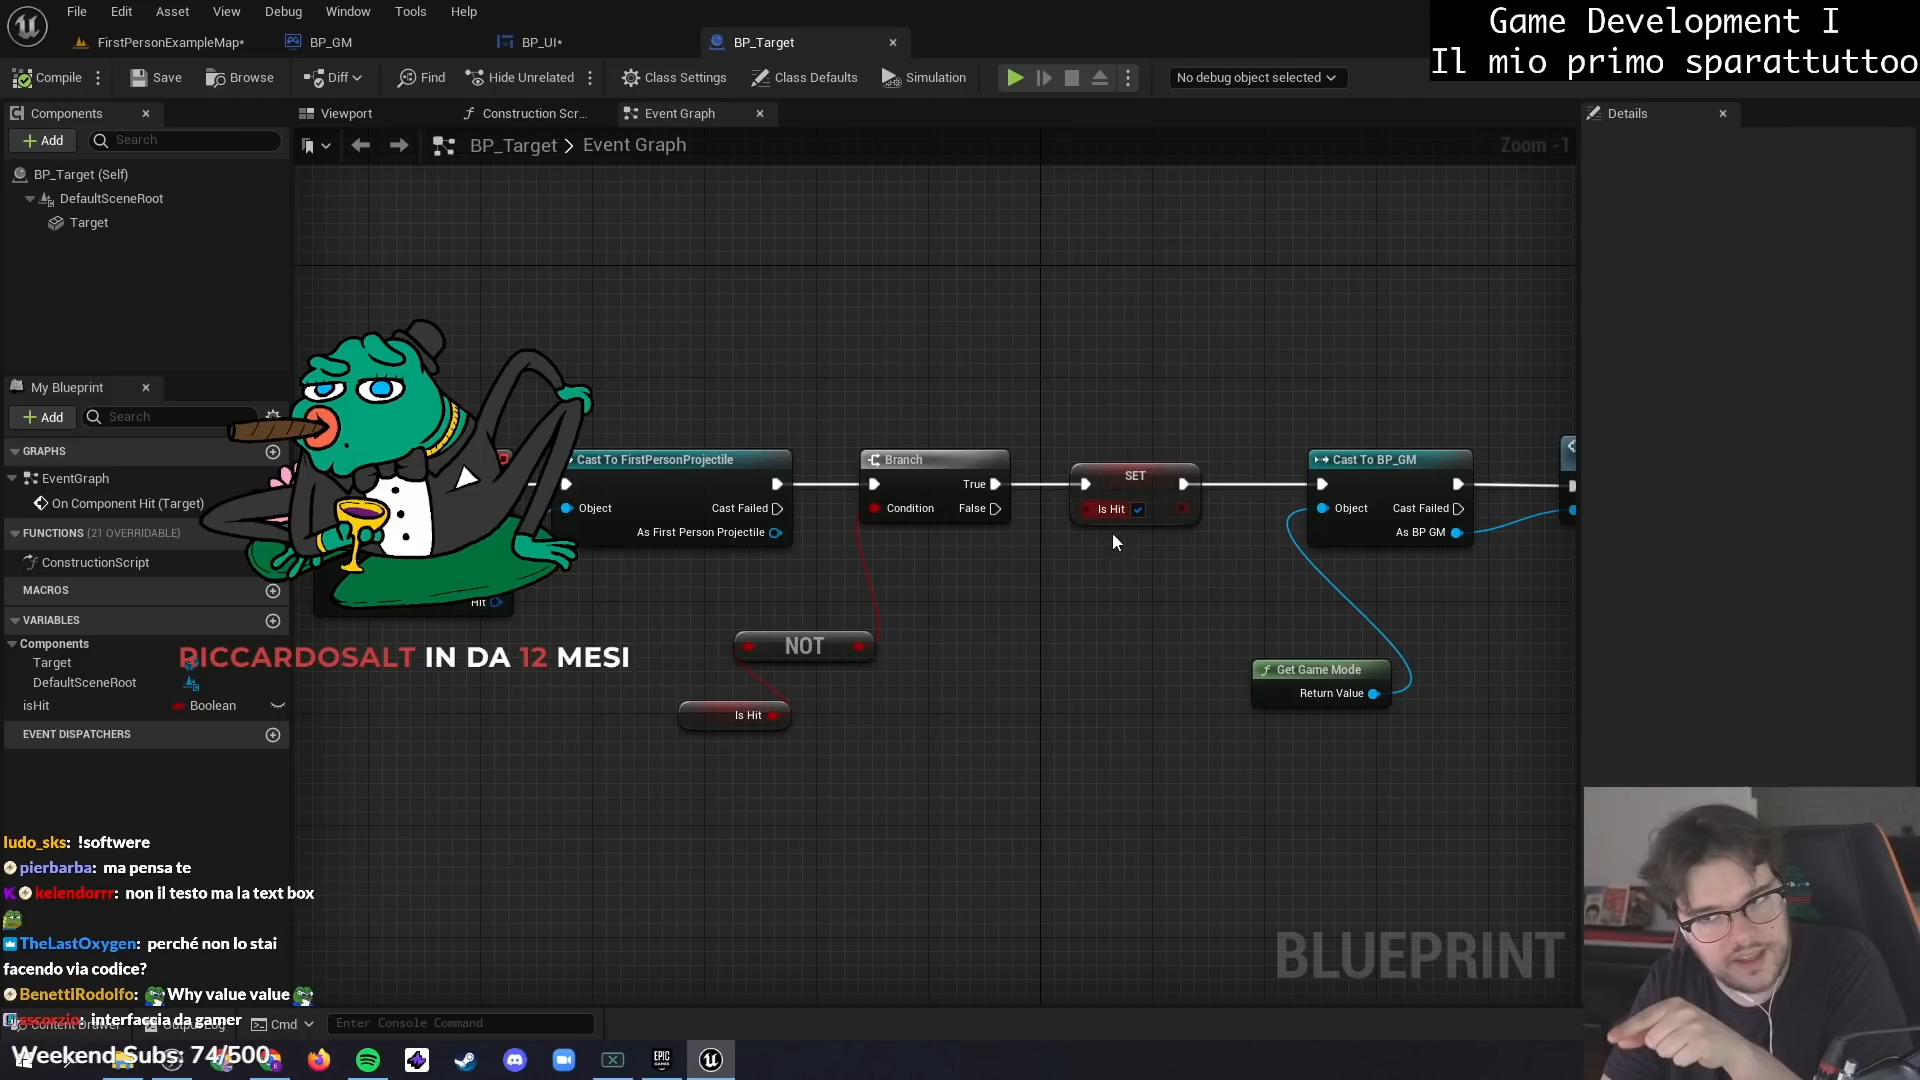 File Edit Asset View Debug Window Tools Help
Game Development I
Il mio primo sparattuttoo
FirstPersonExampleMap* BP_GM BP_UI* BP_Target
Compile Save Browse Diff Find Hide Unrelated Class Settings Class Defaults Simulation No debug object selected
Components Viewport Construction Scr... Event Graph Details
Add Search
BP_Target > Event Graph Zoom -1
BP_Target (Self)
DefaultSceneRoot
Target
My Blueprint
Add Search
GRAPHS
EventGraph
On Component Hit (Target)
FUNCTIONS (21 OVERRIDABLE)
ConstructionScript
MACROS
VARIABLES
Components
Target
DefaultSceneRoot
isHit Boolean
EVENT DISPATCHERS
Hit
Cast To FirstPersonProjectile
Object Cast Failed
As First Person Projectile
Branch
True
Condition False
SET
Is Hit
Cast To BP_GM
Object Cast Failed
As BP GM
NOT
Is Hit
Get Game Mode
Return Value
RICCARDOSALT IN DA 12 MESI
ludo_sks: !softwere
pierbarba: ma pensa te
kelendorrr: non il testo ma la text box
TheLastOxygen: perché non lo stai
facendo via codice?
BenettiRodolfo: Why value value
interfaccia da gamer
BLUEPRINT
Content Drawer Output Log Cmd Enter Console Command
Weekend Subs: 74/500
EPIC
GAMES